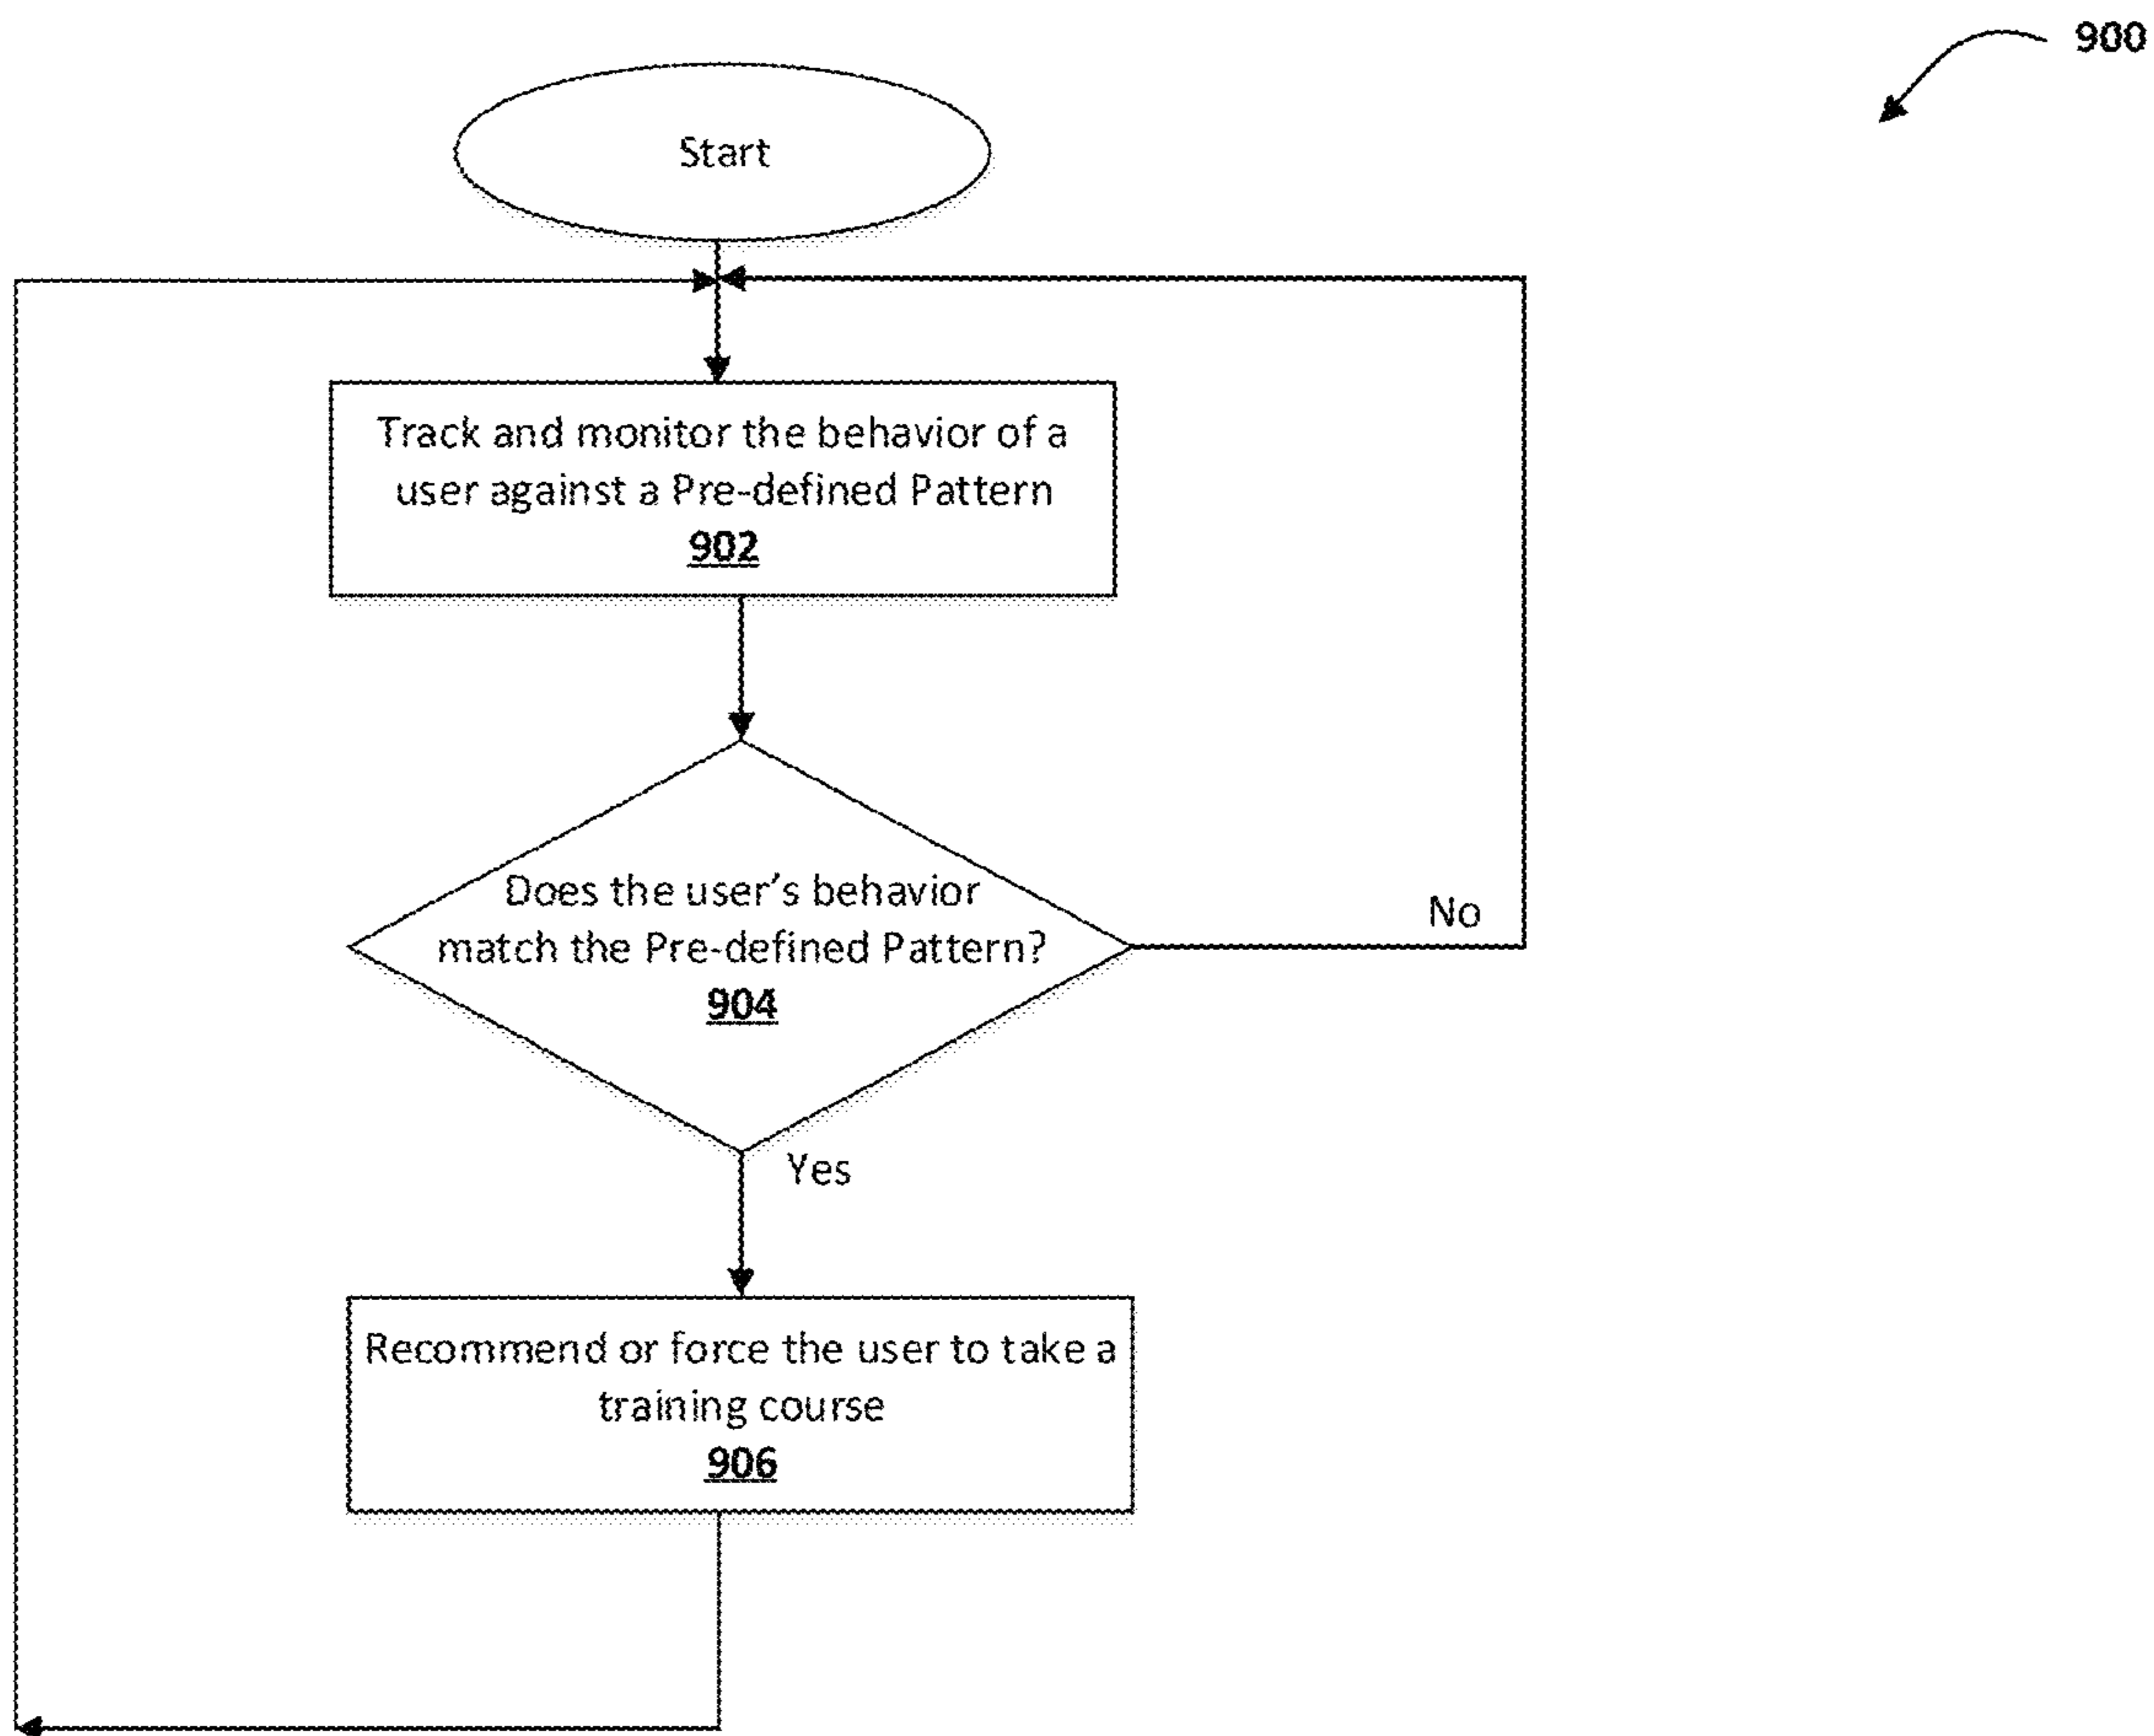 900
Start
Track and monitor the behavior of a
user against a Pre-defined Pattern
902
Does the user's behavior
match the Pre-defined Pattern?
904
No
Yes
Recommend or force the user to take a
training course
906